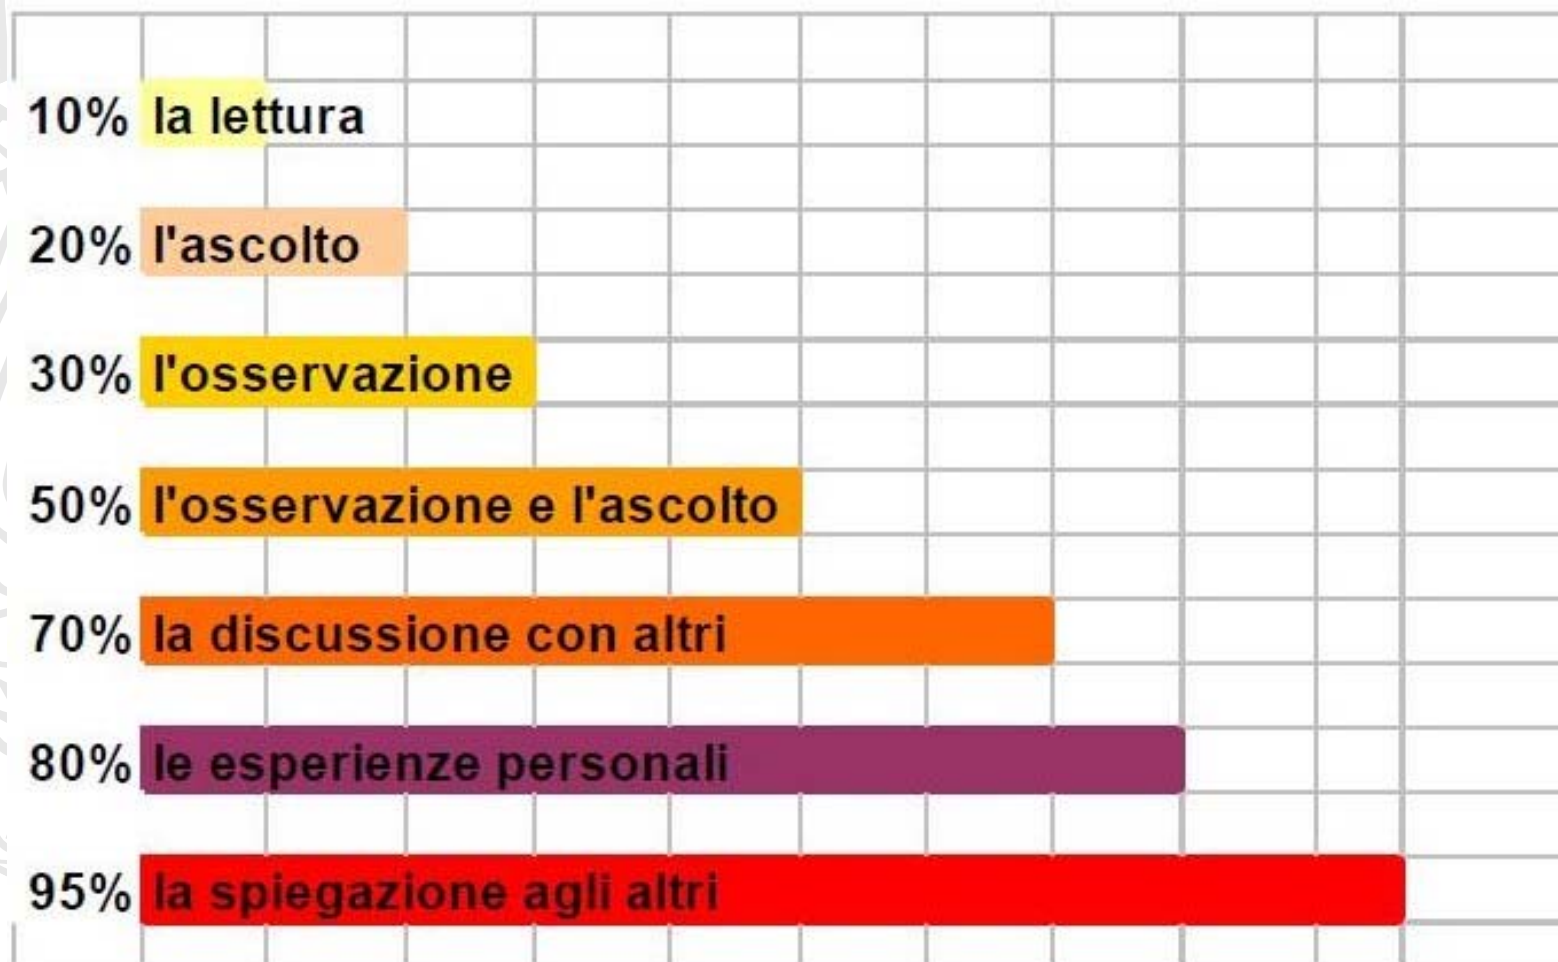 10% la lettura
20% l'ascolto
30% l'osservazione
50% l'osservazione e l'ascolto
70% la discussione con altri
80% le esperienze personali
95% la spiegazione agli altri